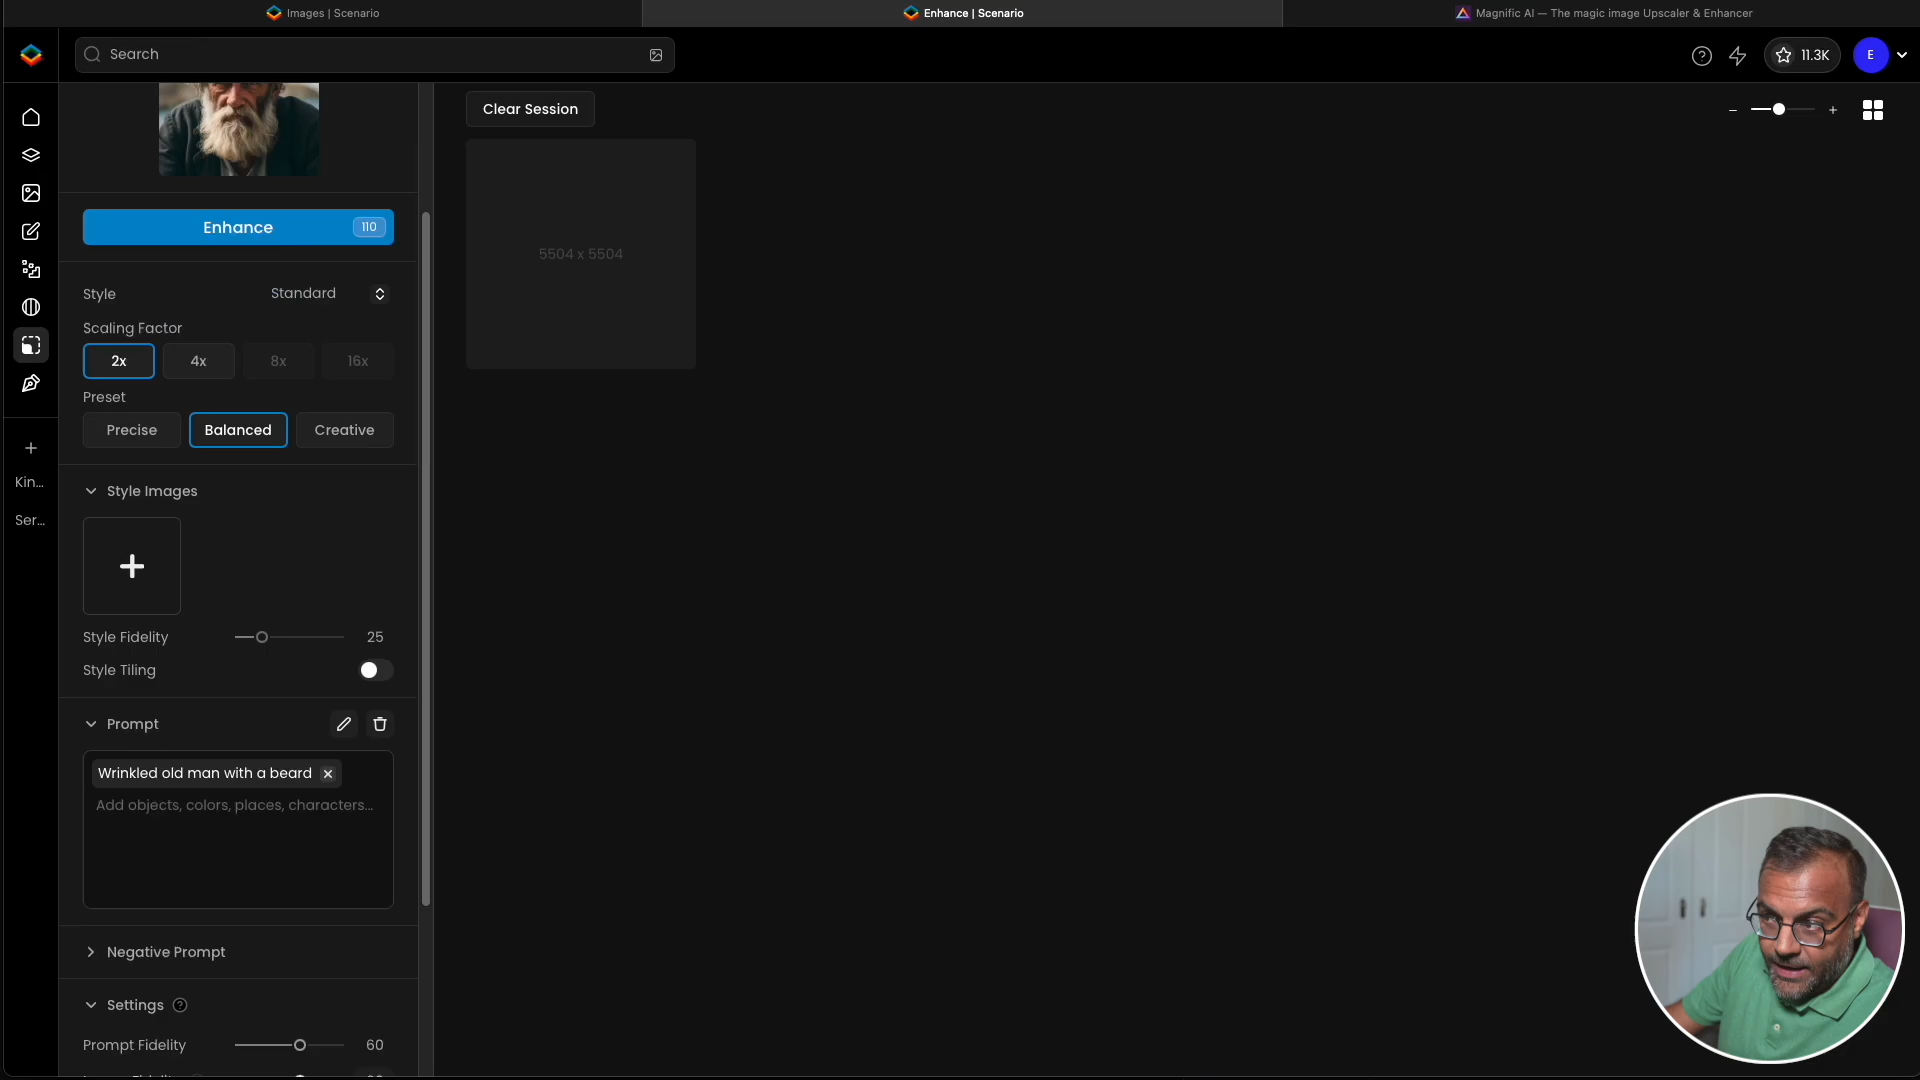 Images | Scenario
Enhance | Scenario
Magnific AI — The magic image Upscaler & Enhancer
Search
11.3K
E
Clear Session
5504 x 5504
Enhance 110
Style Standard
Scaling Factor
2x 4x 8x 16x
Preset
Precise Balanced Creative
Kin...
Ser...
Style Images
Style Fidelity 25
Style Tiling
Prompt
Wrinkled old man with a beard
Add objects, colors, places, characters...
Negative Prompt
Settings
Prompt Fidelity 60